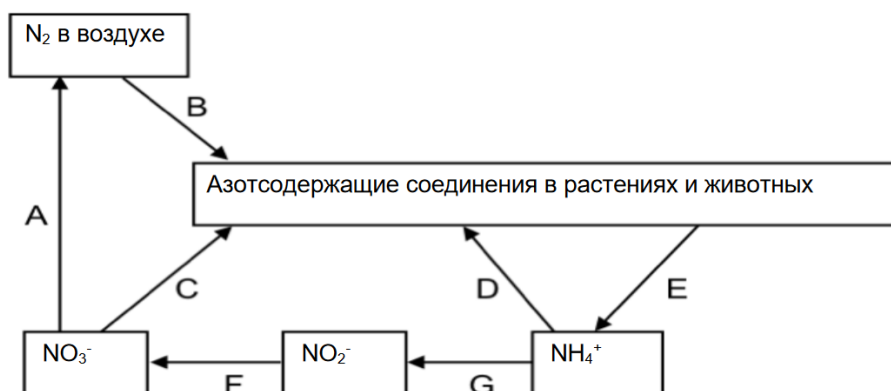 N₂ в воздухе
B
Азотсодержащие соединения в растениях и животных
A
C
D
E
NO₃⁻
NO₂⁻
NH₄⁺
F
G